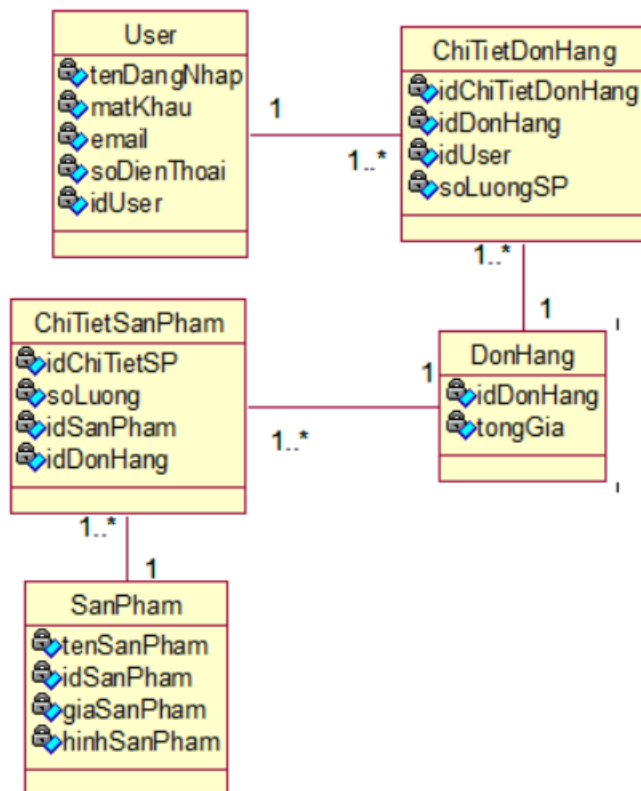 User
tenDangNhap
matKhau
email
soDienThoai
idUser
1
1..*
ChiTietDonHang
idChiTietDonHang
idDonHang
idUser
soLuongSP
1..*
1
ChiTietSanPham
idChiTietSP
soLuong
idSanPham
idDonHang
1
1..*
DonHang
idDonHang
tongGia
1..*
1
SanPham
tenSanPham
idSanPham
giaSanPham
hinhSanPham